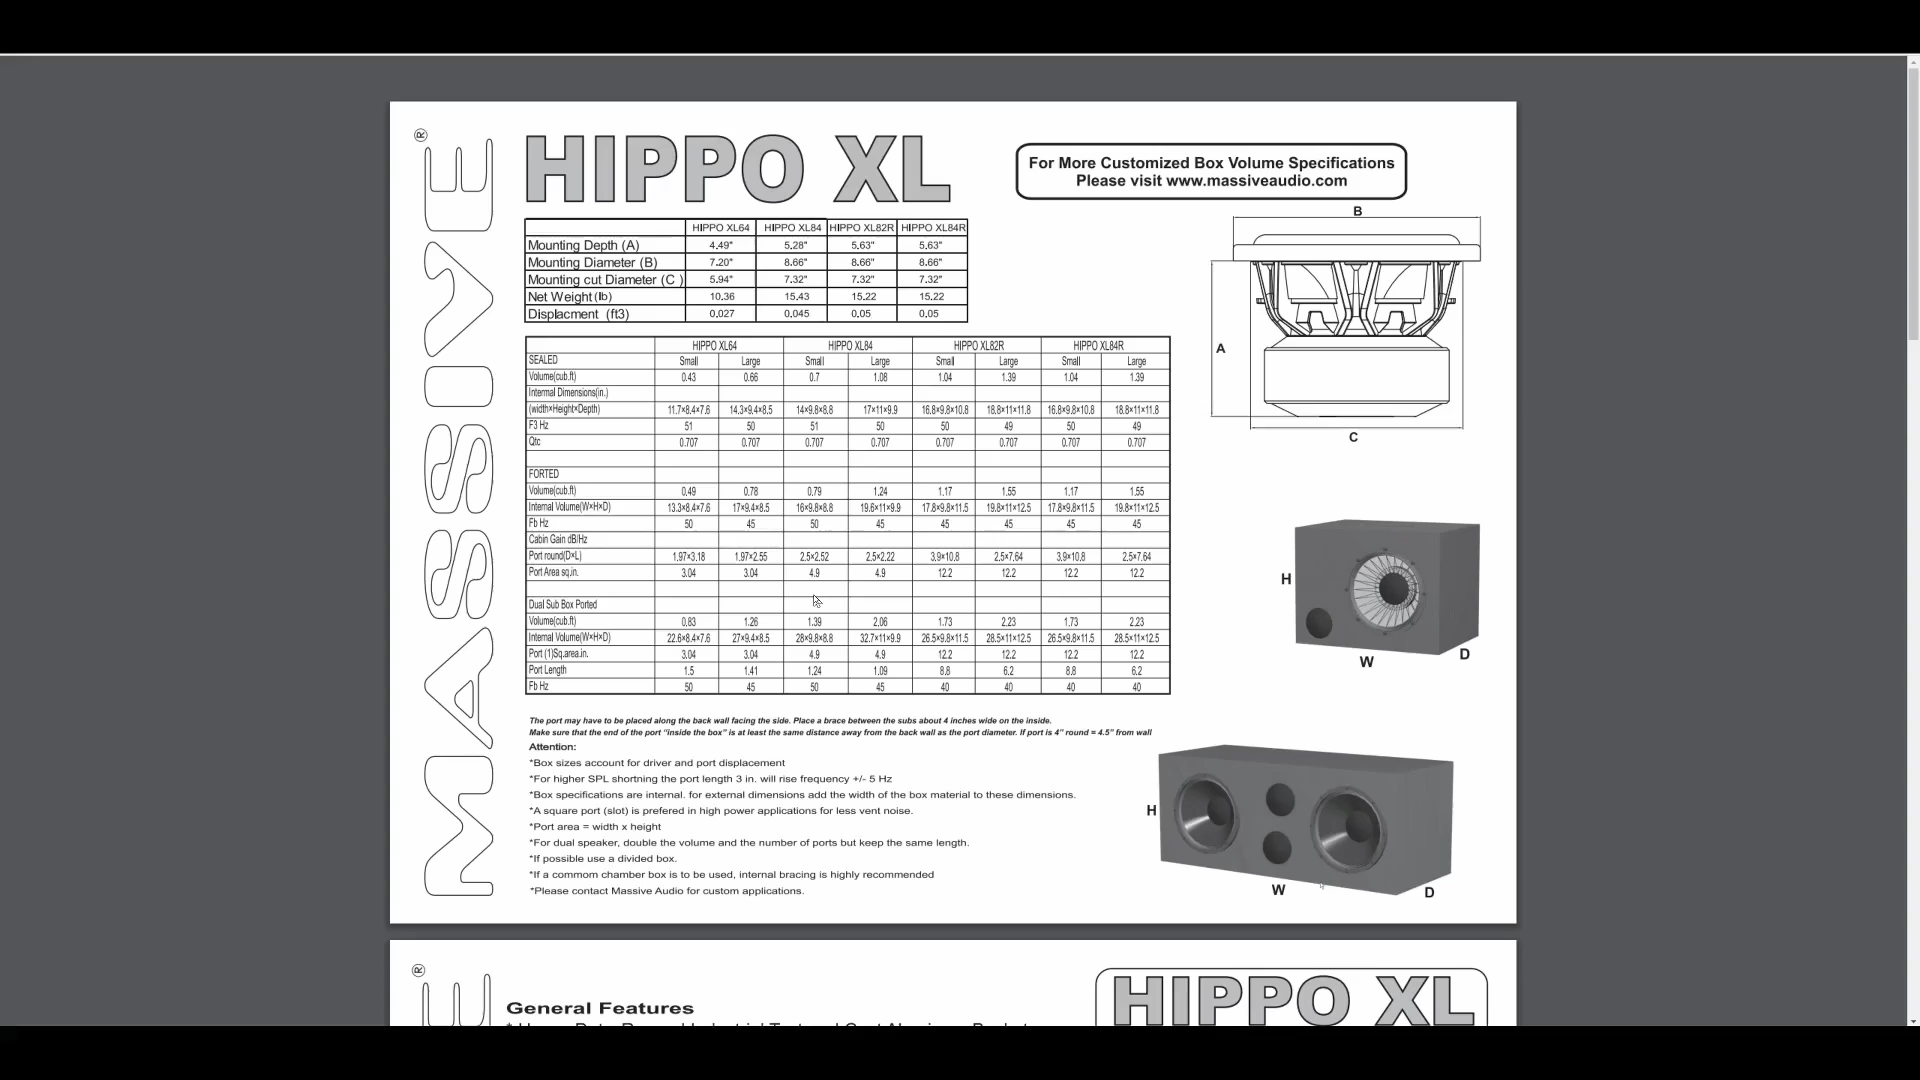 MASSIVE®
HIPPO XL
For More Customized Box Volume Specifications
Please visit www.massiveaudio.com
HIPPO XL64 HIPPO XL84 HIPPO XL82R HIPPO XL84R
Mounting Depth (A) 4.49" 5.28" 5.63" 5.63"
Mounting Diameter (B) 7.20" 8.66" 8.66" 8.66"
Mounting cut Diameter (C ) 5.94" 7.32" 7.32" 7.32"
Net Weight (lb) 10.36 15.43 15.22 15.22
Displacment (ft3) 0.027 0.045 0.05 0.05
HIPPO XL64 HIPPO XL84 HIPPO XL82R HIPPO XL84R
SEALED Small Large Small Large Small Large Small Large
Volume(cub.ft) 0.43 0.66 0.7 1.08 1.04 1.39 1.04 1.39
Internal Dimensions(in.)
(width×Height×Depth) 11.7×8.4×7.6 14.3×9.4×8.5 14×9.8×8.8 17×11×9.9 16.8×9.8×10.8 18.8×11×11.8 16.8×9.8×10.8 18.8×11×11.8
F3 Hz 51 50 51 50 50 49 50 49
Qtc 0.707 0.707 0.707 0.707 0.707 0.707 0.707 0.707
FORTED
Volume(cub.ft) 0.49 0.78 0.79 1.24 1.17 1.55 1.17 1.55
Internal Volume(W×H×D) 13.3×8.4×7.6 17×9.4×8.5 16×9.8×8.8 19.6×11×9.9 17.8×9.8×11.5 19.8×11×12.5 17.8×9.8×11.5 19.8×11×12.5
Fb Hz 50 45 50 45 45 45 45 45
Cabin Gain dB/Hz
Port round(D×L) 1.97×3.18 1.97×2.55 2.5×2.52 2.5×2.22 3.9×10.8 2.5×7.64 3.9×10.8 2.5×7.64
Port Area sq.in. 3.04 3.04 4.9 4.9 12.2 12.2 12.2 12.2
Dual Sub Box Ported
Volume(cub.ft) 0.83 1.26 1.39 2.06 1.73 2.23 1.73 2.23
Internal Volume(W×H×D) 22.6×8.4×7.6 27×9.4×8.5 28×9.8×8.8 32.7×11×9.9 26.5×9.8×11.5 28.5×11×12.5 26.5×9.8×11.5 28.5×11×12.5
Port (1)Sq.area.in. 3.04 3.04 4.9 4.9 12.2 12.2 12.2 12.2
Port Length 1.5 1.41 1.24 1.09 8.8 6.2 8.8 6.2
Fb Hz 50 45 50 45 40 40 40 40
B
A
C
H
W
D
H
W
D
The port may have to be placed along the back wall facing the side. Place a brace between the subs about 4 inches wide on the inside.
Make sure that the end of the port "inside the box" is at least the same distance away from the back wall as the port diameter. If port is 4" round = 4.5" from wall
Attention:
*Box sizes account for driver and port displacement
*For higher SPL shortning the port length 3 in. will rise frequency +/- 5 Hz
*Box specifications are internal. for external dimensions add the width of the box material to these dimensions.
*A square port (slot) is prefered in high power applications for less vent noise.
*Port area = width x height
*For dual speaker, double the volume and the number of ports but keep the same length.
*If possible use a divided box.
*If a commom chamber box is to be used, internal bracing is highly recommended
*Please contact Massive Audio for custom applications.
E®
General Features
HIPPO XL